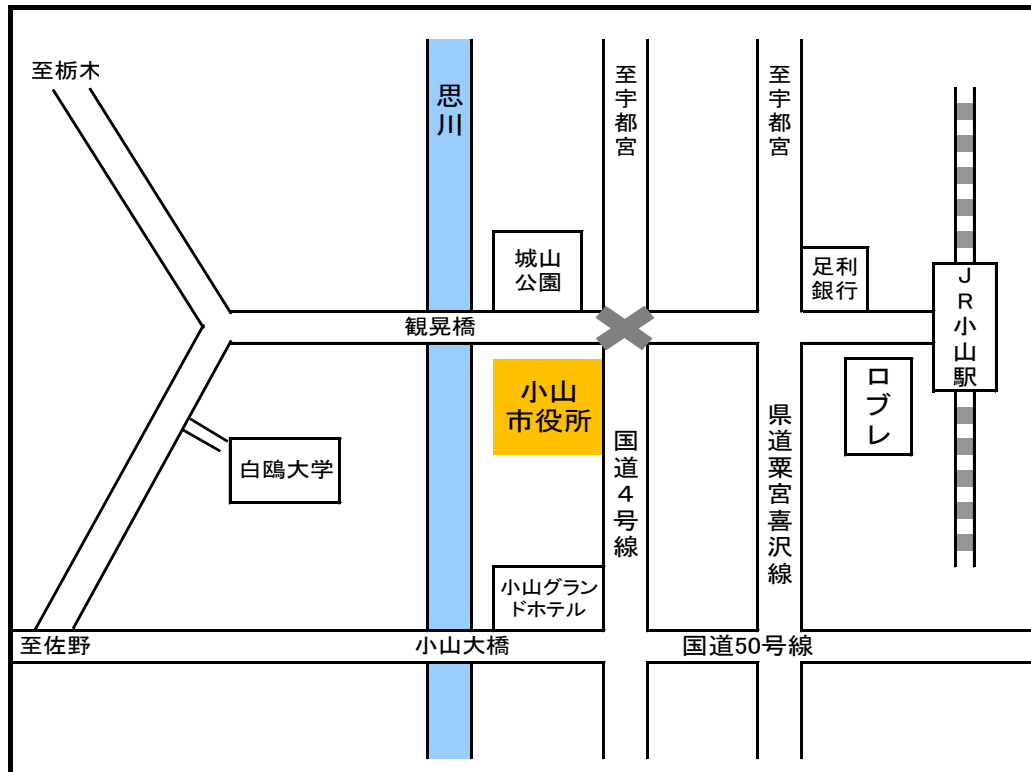 至栃木
思川
至宇都宮
至宇都宮
城山
公園
足利
銀行
JR小山駅
観晃橋
小山
市役所
ロブレ
白鴎大学
国道4号線
県道粟宮喜沢線
小山グラン
ドホテル
至佐野
小山大橋
国道50号線